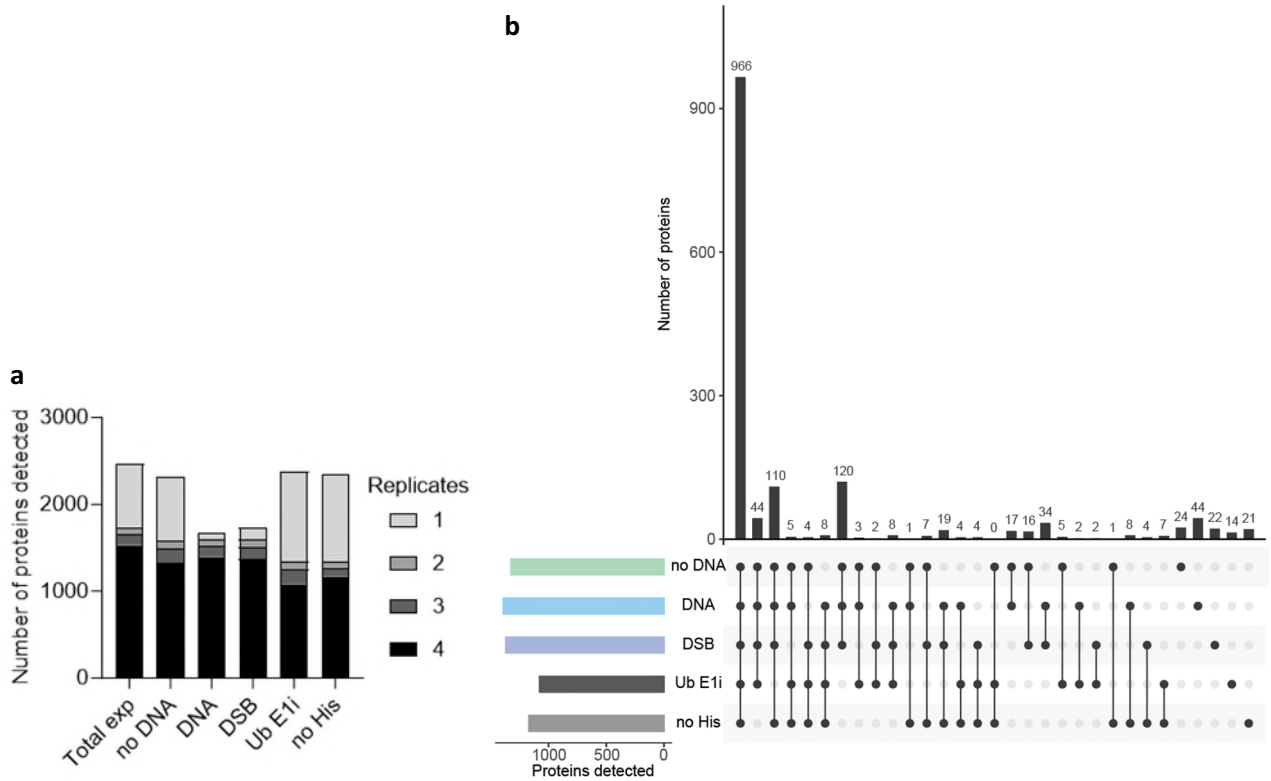 a
Number of proteins detected
3000
2000
1000
0
Total exp
no DNA
DNA
DSB
Ub E1i
no His
Replicates
1
2
3
4
b
Number of proteins
900
600
300
0
966
44
110
5
4
8
120
3
2
8
1
7
19
4
4
0
17
16
34
5
2
2
1
8
4
7
24
44
22
14
21
no DNA
DNA
DSB
Ub E1i
no His
1000 500 0
Proteins detected